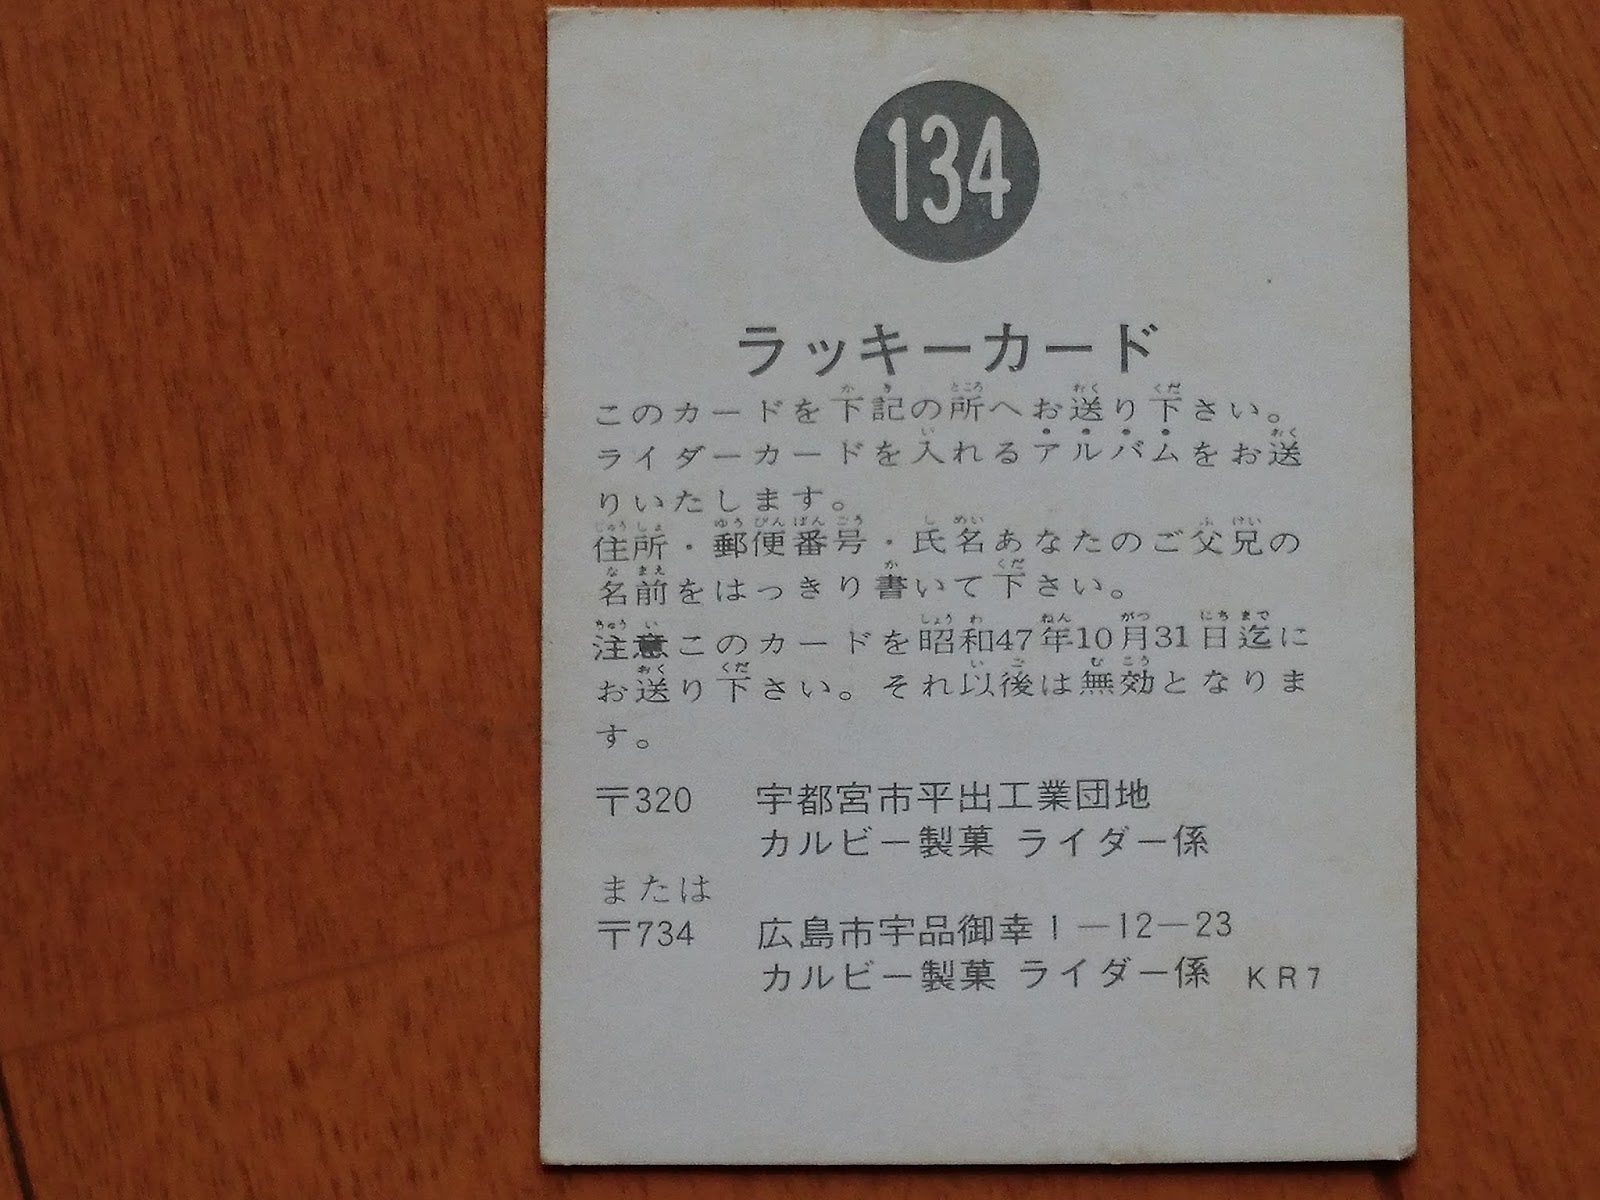 134
ラッキーカード
このカードを下記の所へお送り下さい。
ライダーカードを入れるアルバムをお送
りいたします。
住所・郵便番号・氏名あなたのご父兄の
名前をはっきり書いて下さい。
注意このカードを昭和47年10月31日迄に
お送り下さい。それ以後は無効となりま
す。
〒320 宇都宮市平出工業団地
カルビー製菓 ライダー係
または
〒734 広島市宇品御幸1-12-23
カルビー製菓 ライダー係 KR7